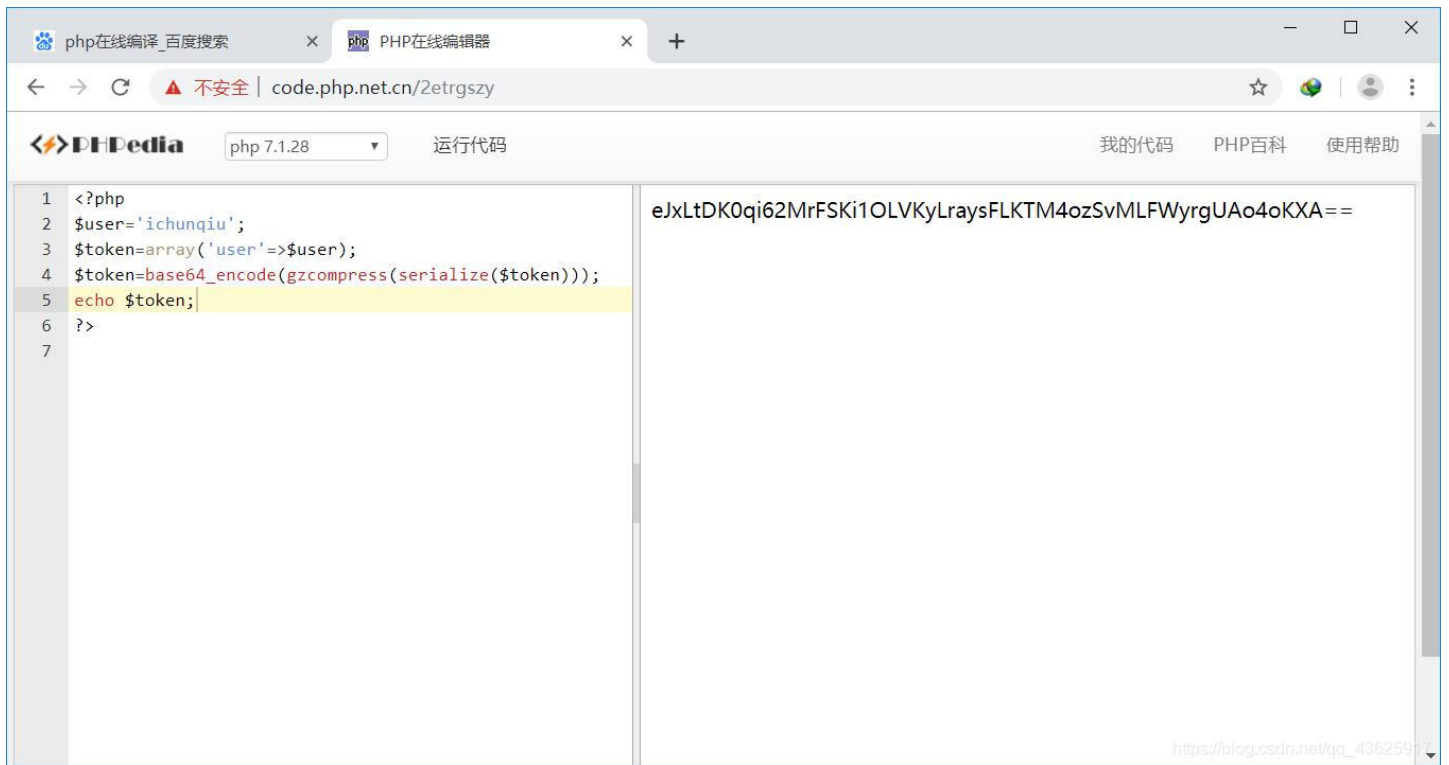 php在线编译_百度搜索
php PHP在线编辑器
不安全 | code.php.net.cn/2etrgszy
PHPedia php 7.1.28 运行代码 我的代码 PHP百科 使用帮助
1 <?php
2 $user='ichunqiu';
3 $token=array('user'=>$user);
4 $token=base64_encode(gzcompress(serialize($token)));
5 echo $token;
6 ?>
7
eJxLtDK0qi62MrFSKi1OLVKyLraysFLKTM4ozSvMLFWyrgUAo4oKXA==
https://blog.csdn.net/qq_43625917